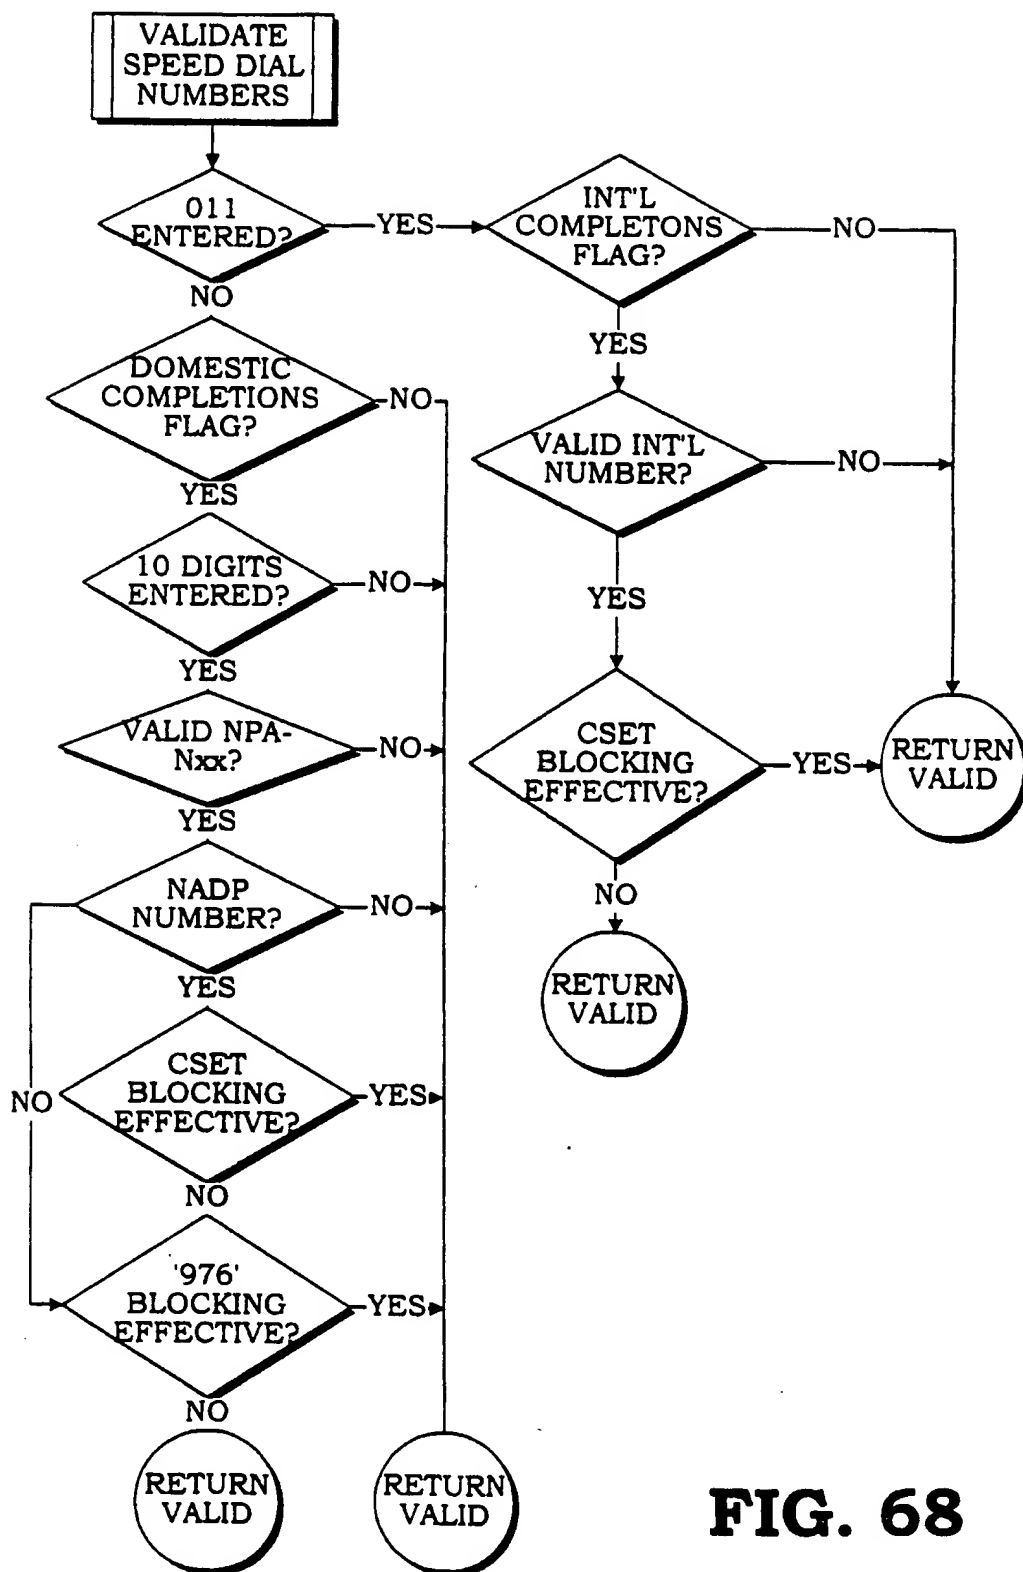 VALIDATE
SPEED DIAL
NUMBERS
011
ENTERED?
YES
INT'L
COMPLETONS
FLAG?
NO
NO
YES
DOMESTIC
COMPLETIONS
FLAG?
NO
YES
VALID INT'L
NUMBER?
NO
10 DIGITS
ENTERED?
NO
YES
YES
VALID NPA-
Nxx?
NO
YES
CSET
BLOCKING
EFFECTIVE?
YES
RETURN
VALID
NO
RETURN
VALID
NADP
NUMBER?
NO
YES
NO
CSET
BLOCKING
EFFECTIVE?
YES
NO
'976'
BLOCKING
EFFECTIVE?
YES
NO
RETURN
VALID
RETURN
VALID
FIG. 68